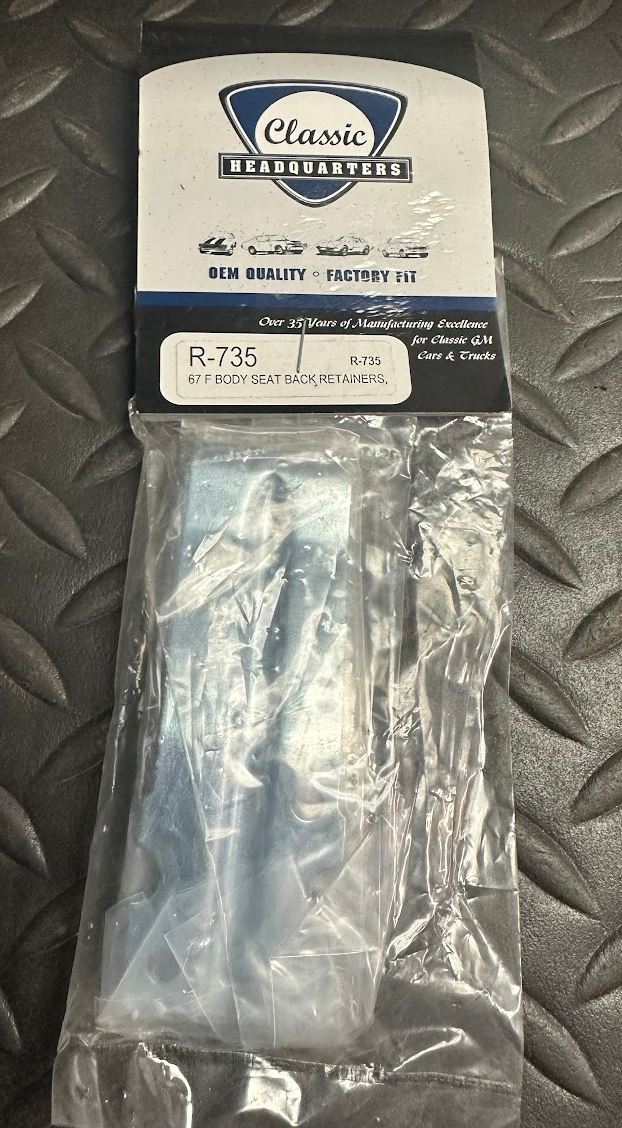 Classic
HEADQUARTERS
OEM QUALITY ◦ FACTORY FIT
Over 35 Years of Manufacturing Excellence
for Classic GM
Cars & Trucks
R-735 R-735
67 F BODY SEAT BACK RETAINERS,